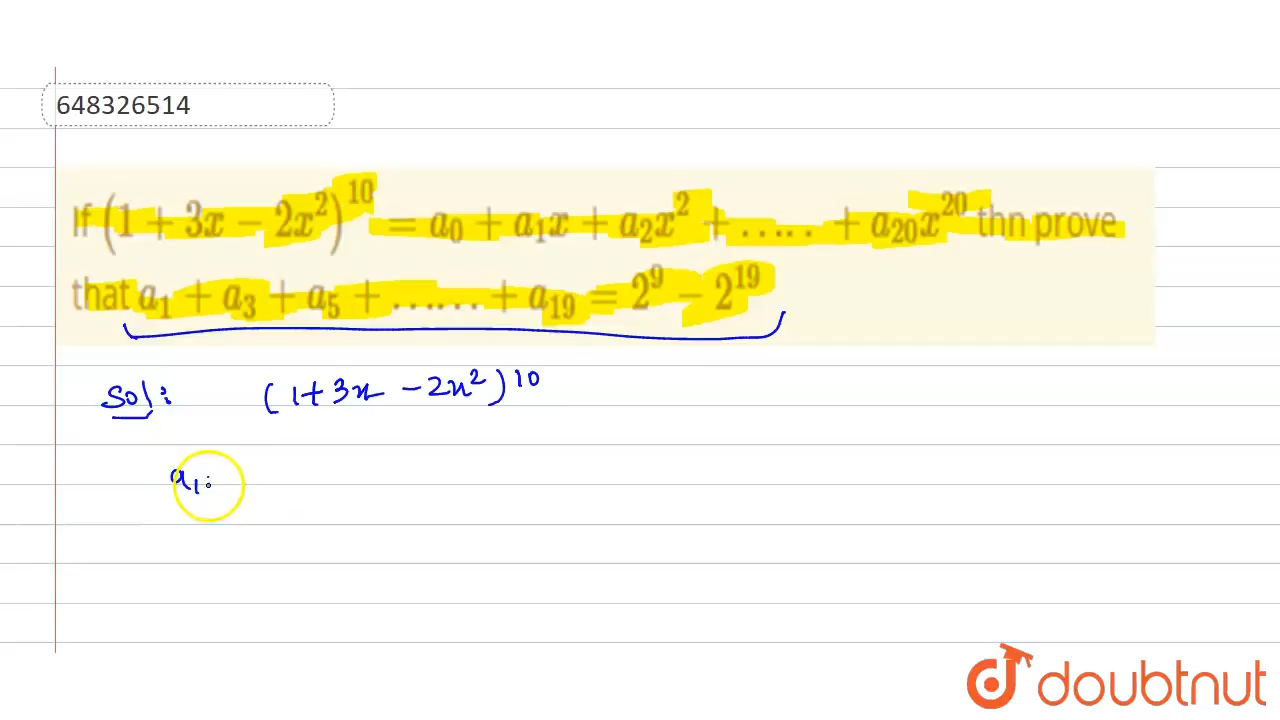 648326514
If (1 + 3x − 2x²)¹⁰ = a₀ + a₁x + a₂x² + ..... + a₂₀x²⁰ thn prove
that a₁ + a₃ + a₅ + ...... + a₁₉ = 2⁹ − 2¹⁹
Sol: (1+3x −2x²)¹⁰
a₁:
doubtnut